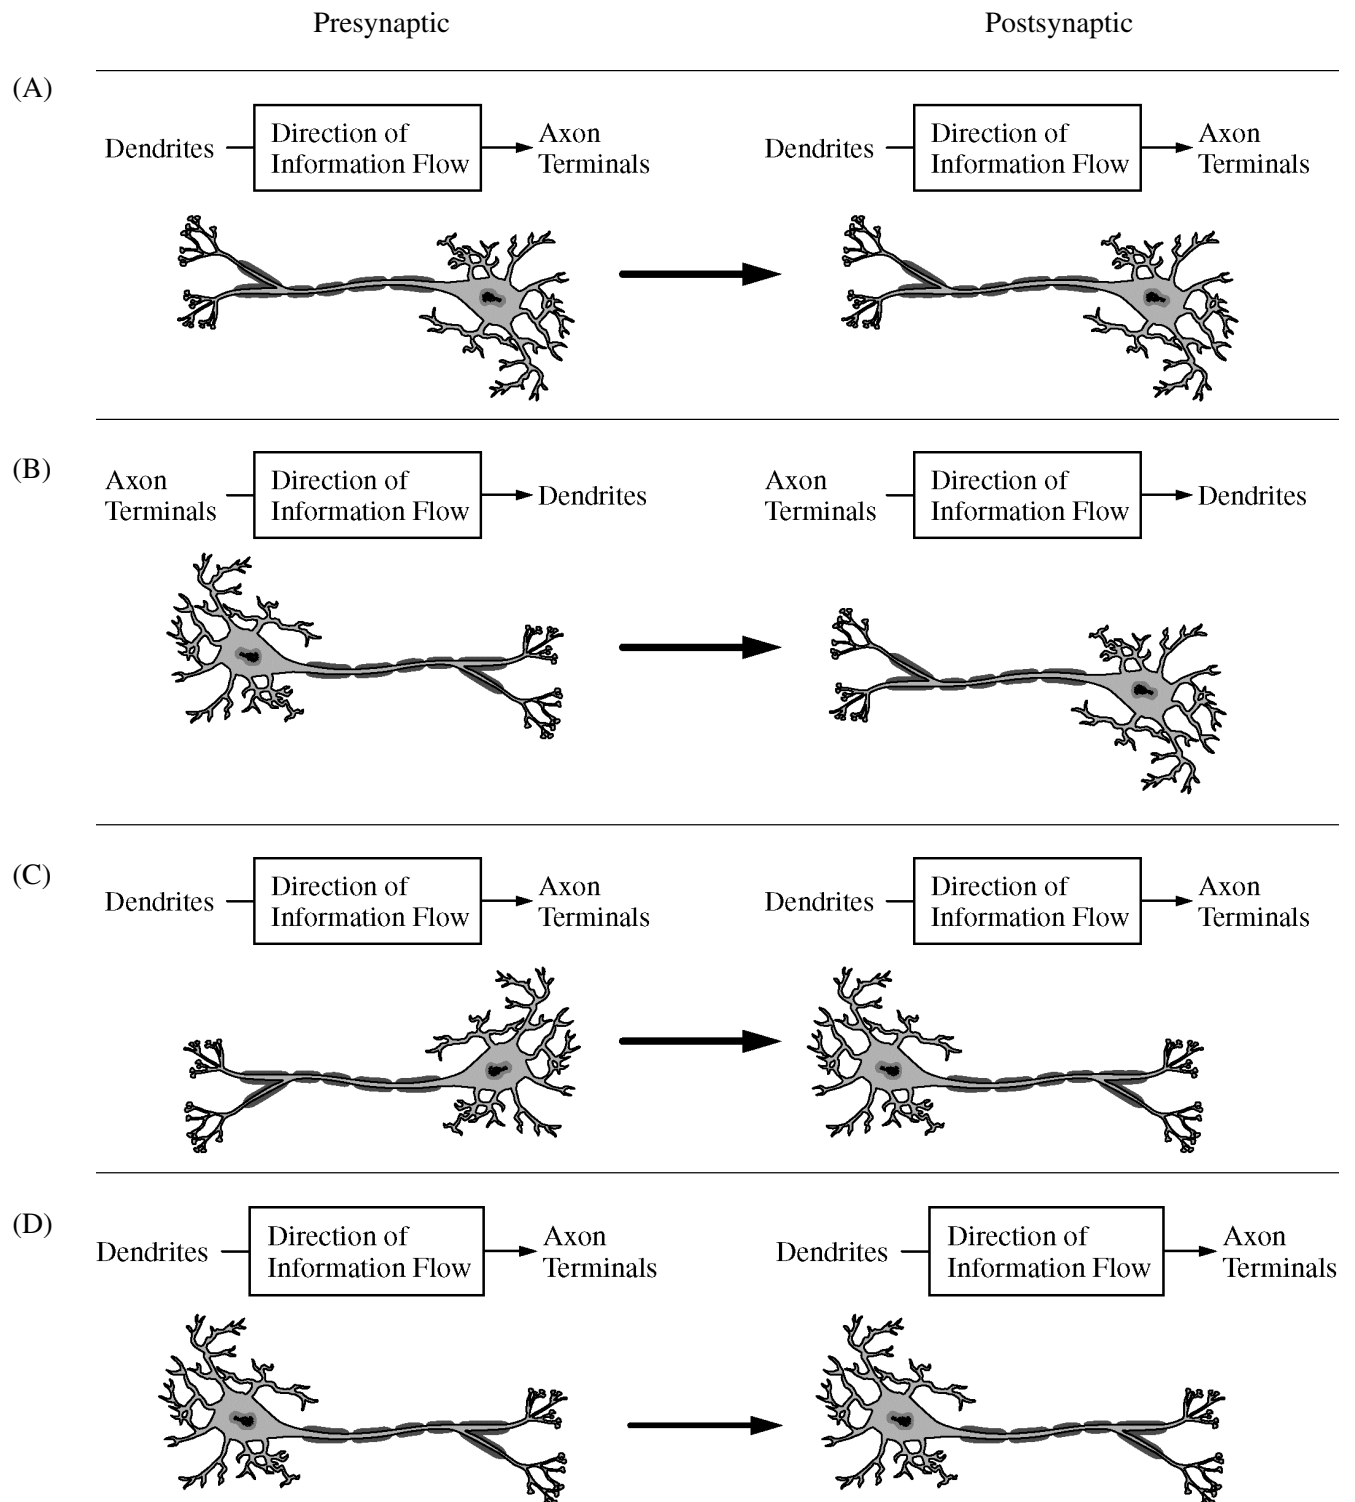 Presynaptic Postsynaptic
(A)
Dendrites Direction of Information Flow Axon Terminals
Dendrites Direction of Information Flow Axon Terminals
(B)
Axon Terminals Direction of Information Flow Dendrites
Axon Terminals Direction of Information Flow Dendrites
(C)
Dendrites Direction of Information Flow Axon Terminals
Dendrites Direction of Information Flow Axon Terminals
(D)
Dendrites Direction of Information Flow Axon Terminals
Dendrites Direction of Information Flow Axon Terminals